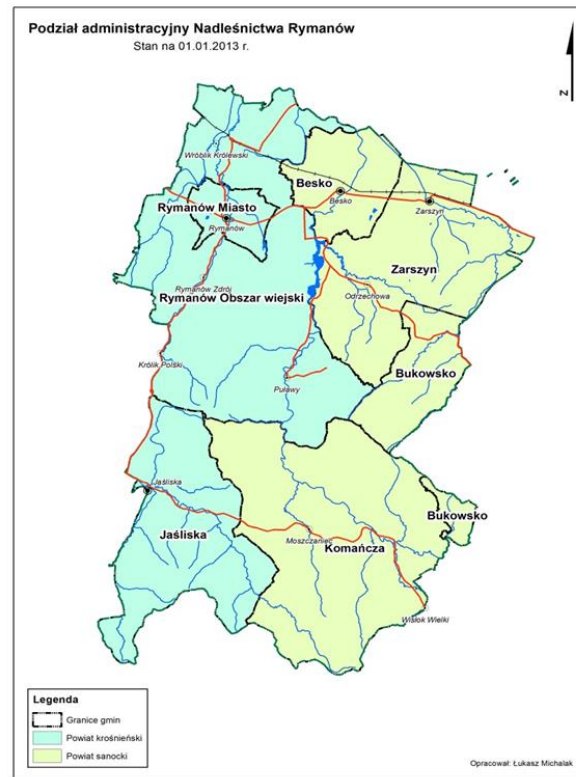 Podział administracyjny Nadleśnictwa Rymanów
Stan na 01.01.2013 r.
N
Wróblik Królewski
Besko
Besko
Rymanów Miasto
Rymanów
Zarszyn
Zarszyn
Rymanów Zdrój
Rymanów Obszar wiejski
Odrzechowa
Królik Polski
Bukowsko
Puławy
Jaśliska
Bukowsko
Jaśliska
Moszczaniec
Komańcza
Wisłok Wielki
Legenda
Granice gmin
Powiat krośnieński
Powiat sanocki
Opracował: Łukasz Michalak